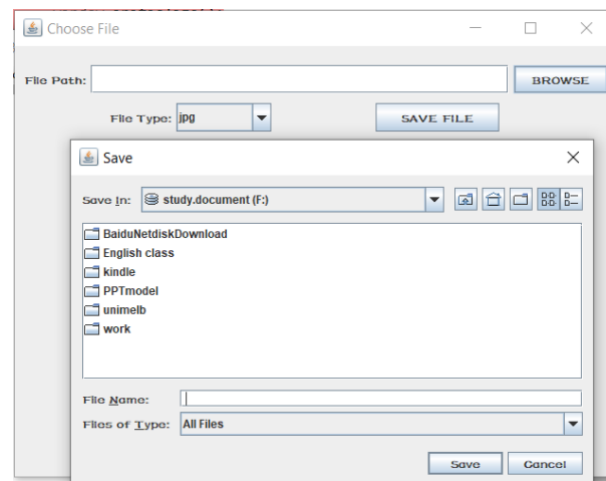 Choose File
File Path:
BROWSE
File Type: jpg
SAVE FILE
Save
Save In: study.document (F:)
BaiduNetdiskDownload
English class
kindle
PPTmodel
unimelb
work
File Name:
Files of Type: All Files
Save Cancel